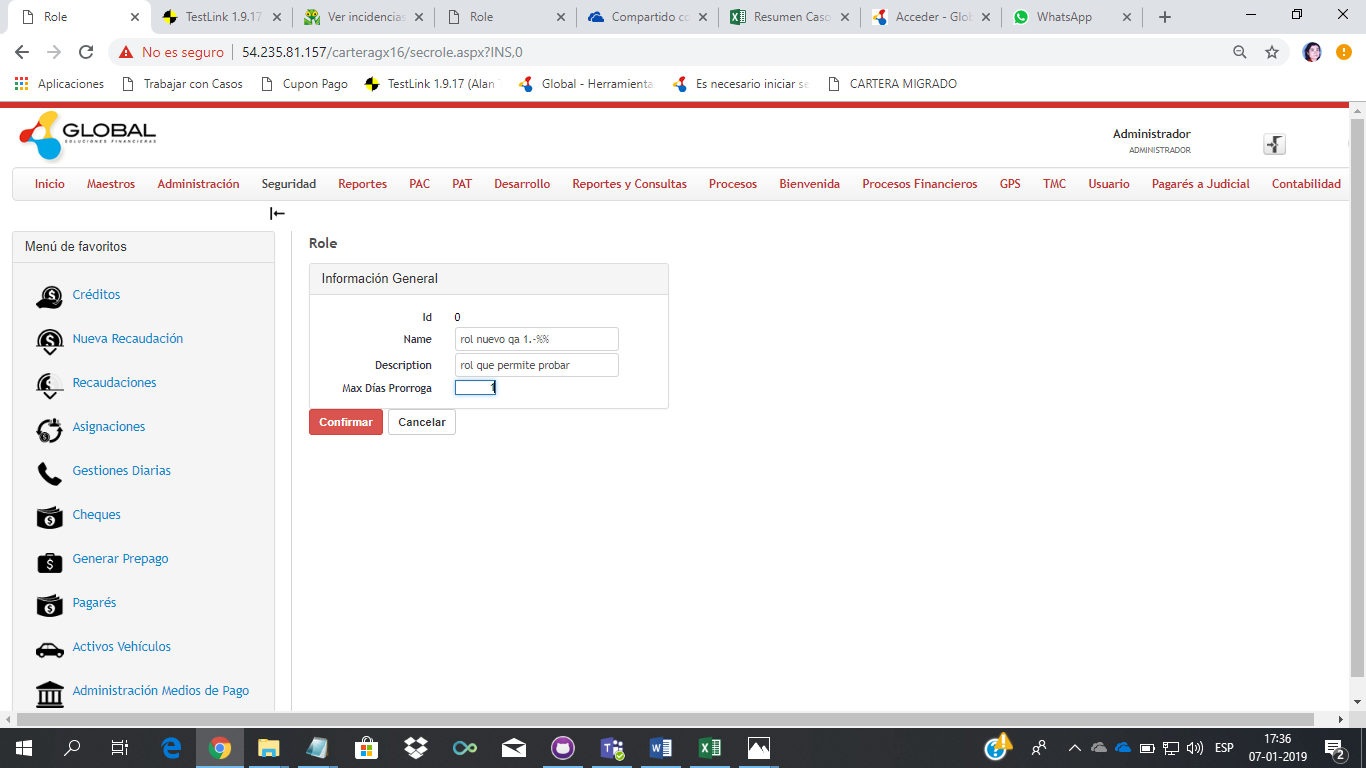 Role
TestLink 1.9.17
Ver incidencias
Role
Compartido co
Resumen Caso
Acceder - Glob
WhatsApp
No es seguro
54.235.81.157/carteragx16/secrole.aspx?INS,0
Aplicaciones
Trabajar con Casos
Cupon Pago
TestLink 1.9.17 (Alan
Global - Herramienta
Es necesario iniciar se
CARTERA MIGRADO
GLOBAL
SOLUCIONES FINANCIERAS
Administrador
ADMINISTRADOR
Inicio
Maestros
Administración
Seguridad
Reportes
PAC
PAT
Desarrollo
Reportes y Consultas
Procesos
Bienvenida
Procesos Financieros
GPS
TMC
Usuario
Pagarés a Judicial
Contabilidad
Menú de favoritos
Créditos
Nueva Recaudación
Recaudaciones
Asignaciones
Gestiones Diarias
Cheques
Generar Prepago
Pagarés
Activos Vehículos
Administración Medios de Pago
Role
Información General
Id 0
Name rol nuevo qa 1.-%%
Description rol que permite probar
Max Días Prorroga 1
Confirmar
Cancelar
ESP
17:36
07-01-2019
2